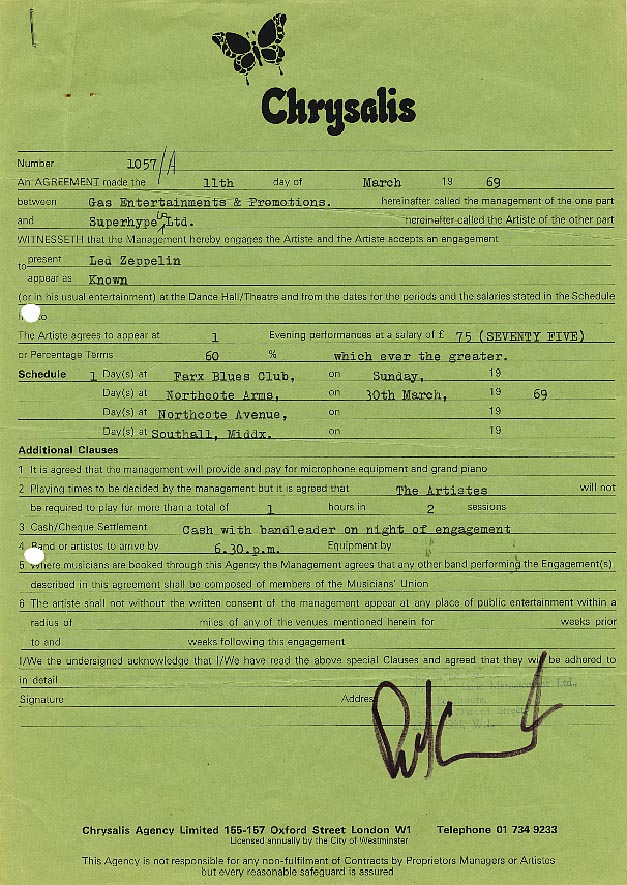 Chrysalis
Number 1057/A
An AGREEMENT made the 11th day of March 19 69
between Gas Entertainments & Promotions. hereinafter called the management of the one part
and Superhype Ltd. hereinafter called the Artiste of the other part
WITNESSETH that the Management hereby engages the Artiste and the Artiste accepts an engagement
to present Led Zeppelin
appear as Known
(or in his usual entertainment) at the Dance Hall/Theatre and from the dates for the periods and the salaries stated in the Schedule
The Artiste agrees to appear at 1 Evening performances at a salary of £ 75 (SEVENTY FIVE)
or Percentage Terms 60 % which ever the greater.
Schedule 1 Day(s) at Farx Blues Club, on Sunday, 19
Day(s) at Northcote Arms, on 30th March, 19 69
Day(s) at Northcote Avenue, on 19
Day(s) at Southall, Middx. on 19
Additional Clauses
1 It is agreed that the management will provide and pay for microphone equipment and grand piano
2 Playing times to be decided by the management but it is agreed that The Artistes will not
be required to play for more than a total of 1 hours in 2 sessions
3 Cash/Cheque Settlement Cash with bandleader on night of engagement
4 Band or artistes to arrive by 6.30.p.m. Equipment by
5 Where musicians are booked through this Agency the Management agrees that any other band performing the Engagement(s)
described in this agreement shall be composed of members of the Musicians' Union
6 The artiste shall not without the written consent of the management appear at any place of public entertainment within a
radius of miles of any of the venues mentioned herein for weeks prior
to and weeks following this engagement
I/We the undersigned acknowledge that I/We have read the above special Clauses and agreed that they will be adhered to
in detail
Ltd.
Signature Address
Street
W.1.
Chrysalis Agency Limited 155-157 Oxford Street London W1 Telephone 01 734 9233
Licensed annually by the City of Westminster
This Agency is not responsible for any non-fulfilment of Contracts by Proprietors Managers or Artistes
but every reasonable safeguard is assured